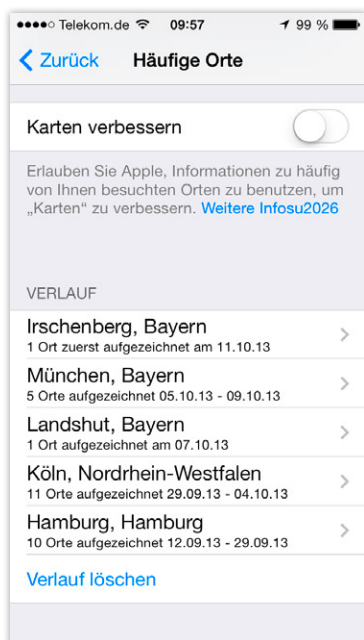 Telekom.de 09:57 99 %
Zurück Häufige Orte
Karten verbessern
Erlauben Sie Apple, Informationen zu häufig
von Ihnen besuchten Orten zu benutzen, um
„Karten“ zu verbessern. Weitere Infosu2026
VERLAUF
Irschenberg, Bayern
1 Ort zuerst aufgezeichnet am 11.10.13
München, Bayern
5 Orte aufgezeichnet 05.10.13 - 09.10.13
Landshut, Bayern
1 Ort aufgezeichnet am 07.10.13
Köln, Nordrhein-Westfalen
11 Orte aufgezeichnet 29.09.13 - 04.10.13
Hamburg, Hamburg
10 Orte aufgezeichnet 12.09.13 - 29.09.13
Verlauf löschen